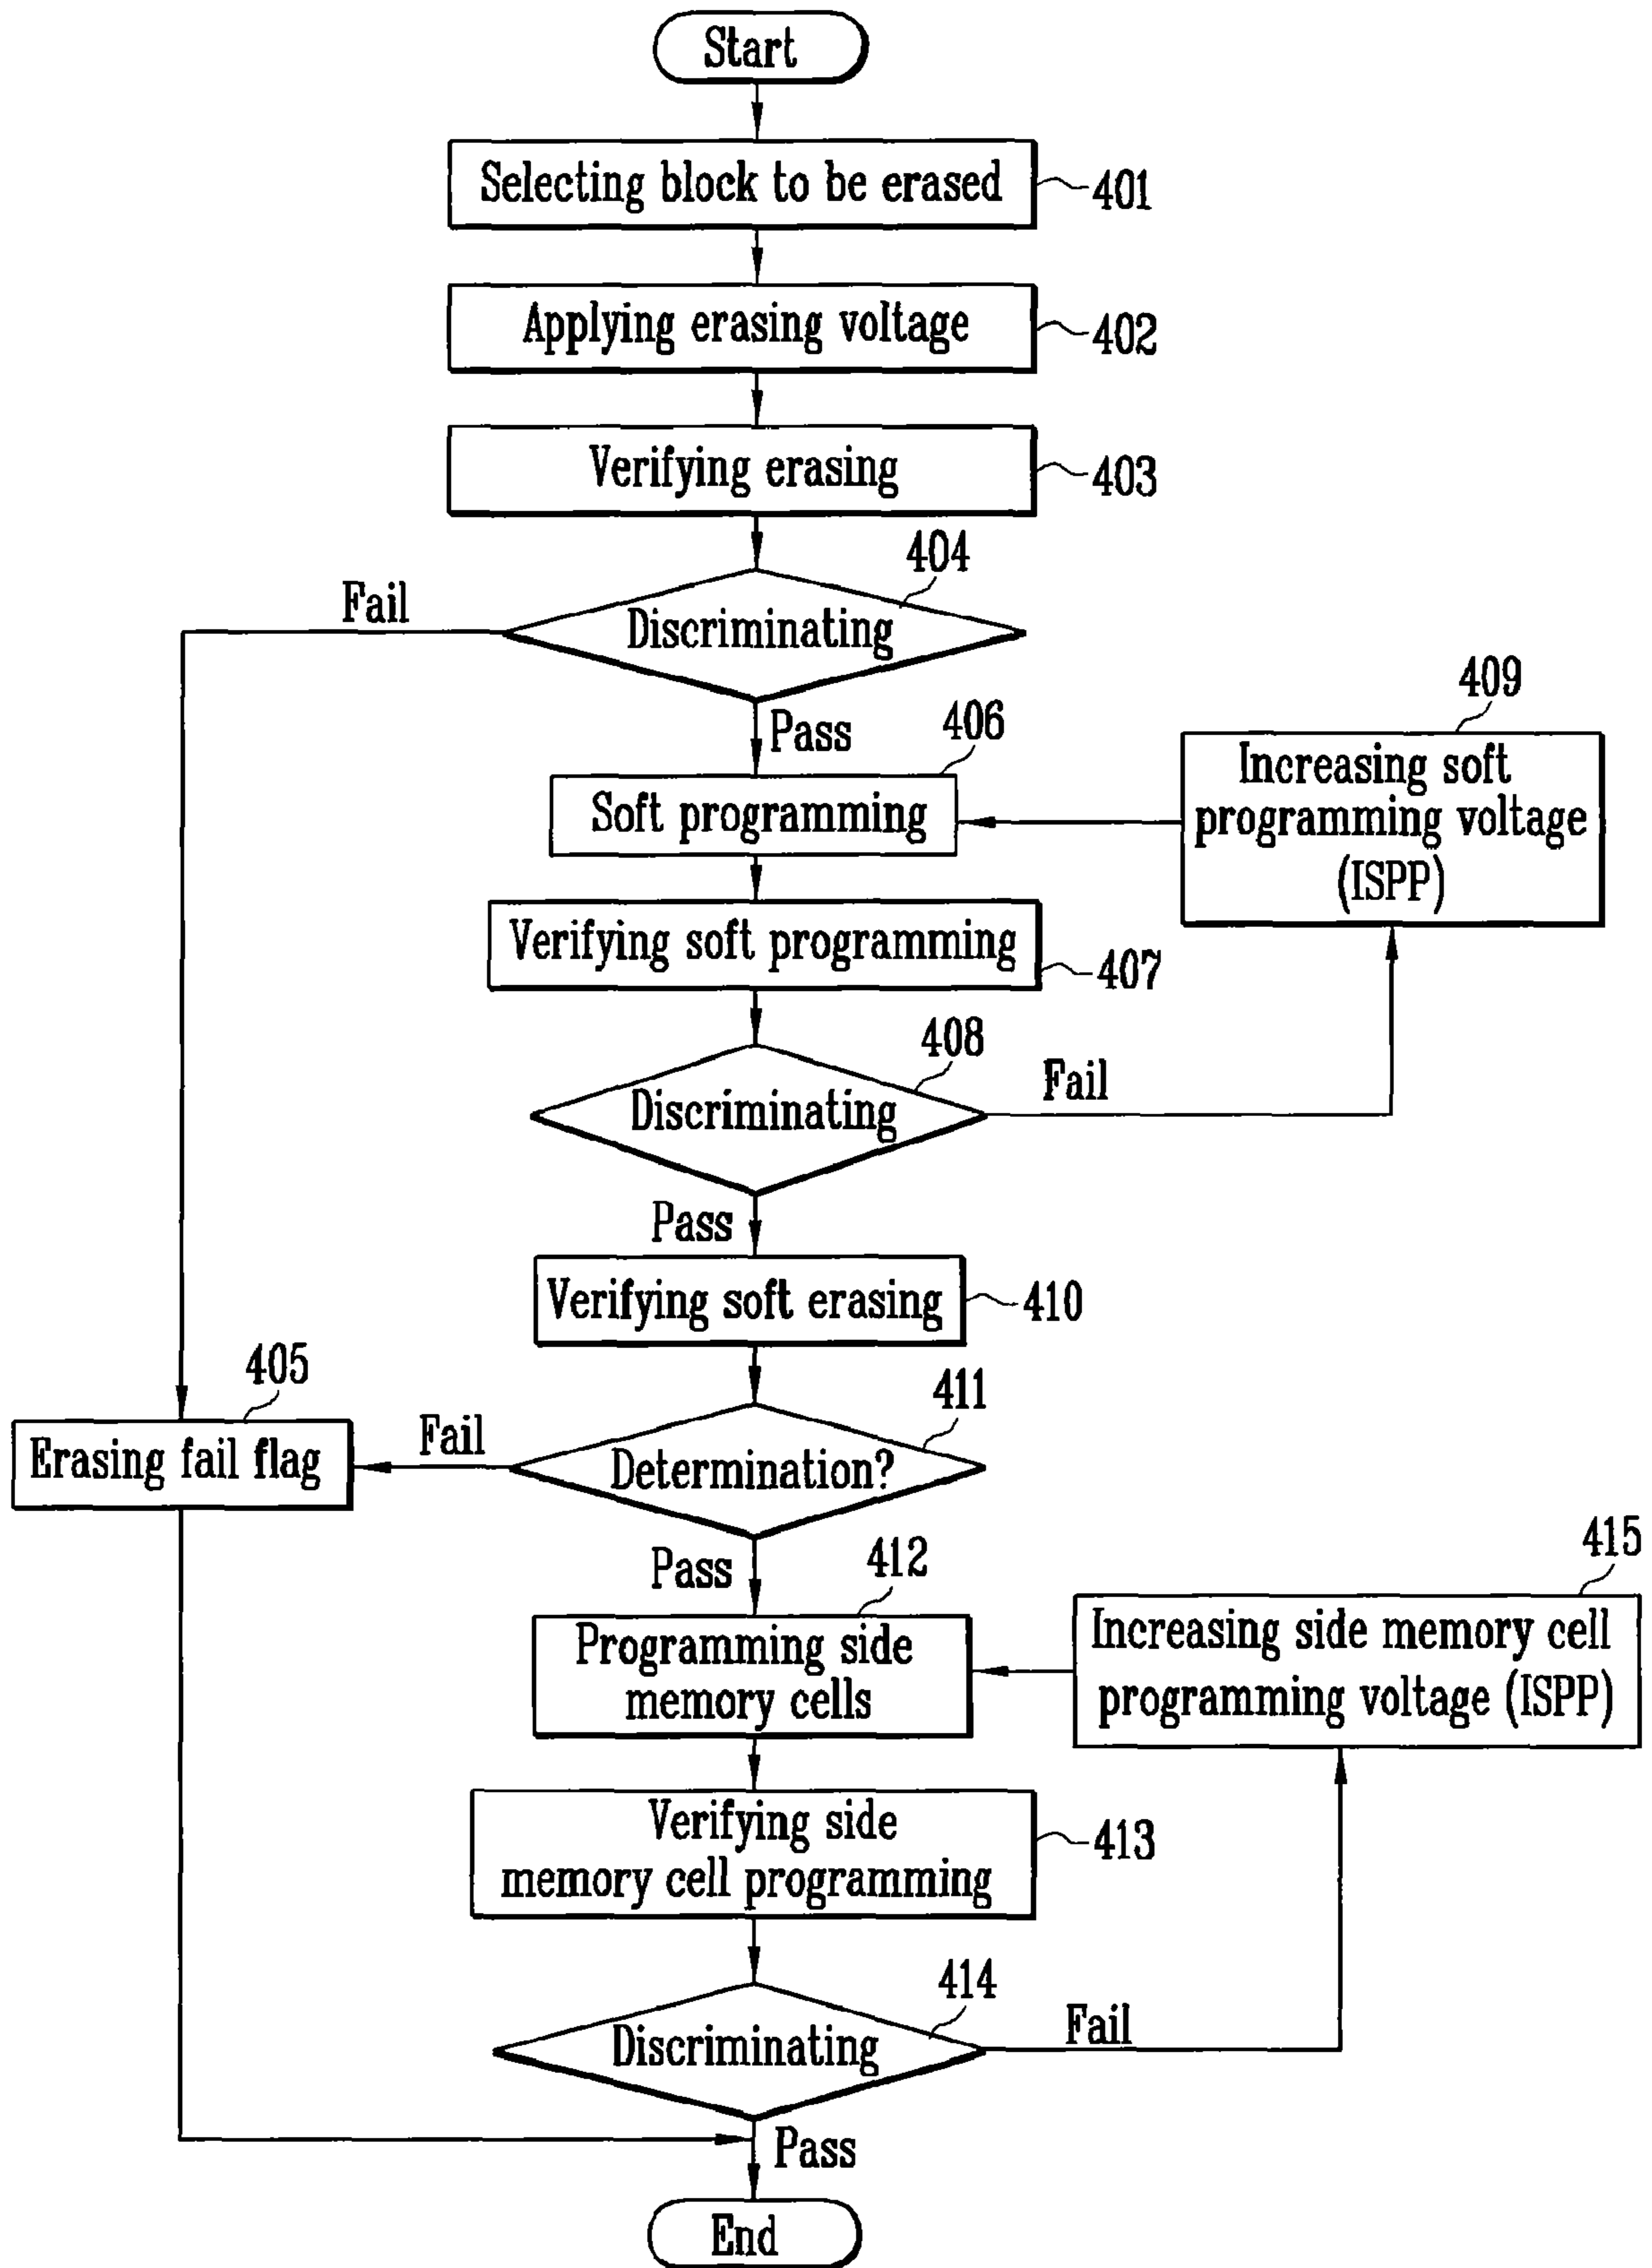 Start
Selecting block to be erased
401
Applying erasing voltage
402
Verifying erasing
403
404
Fail
Discriminating
Pass
406
409
Soft programming
Increasing soft
programming voltage
(ISPP)
Verifying soft programming
407
408
Discriminating
Fail
Pass
Verifying soft erasing
410
405
411
Erasing fail flag
Fail
Determination?
Pass
412
415
Programming side
memory cells
Increasing side memory cell
programming voltage (ISPP)
Verifying side
memory cell programming
413
414
Discriminating
Fail
Pass
End